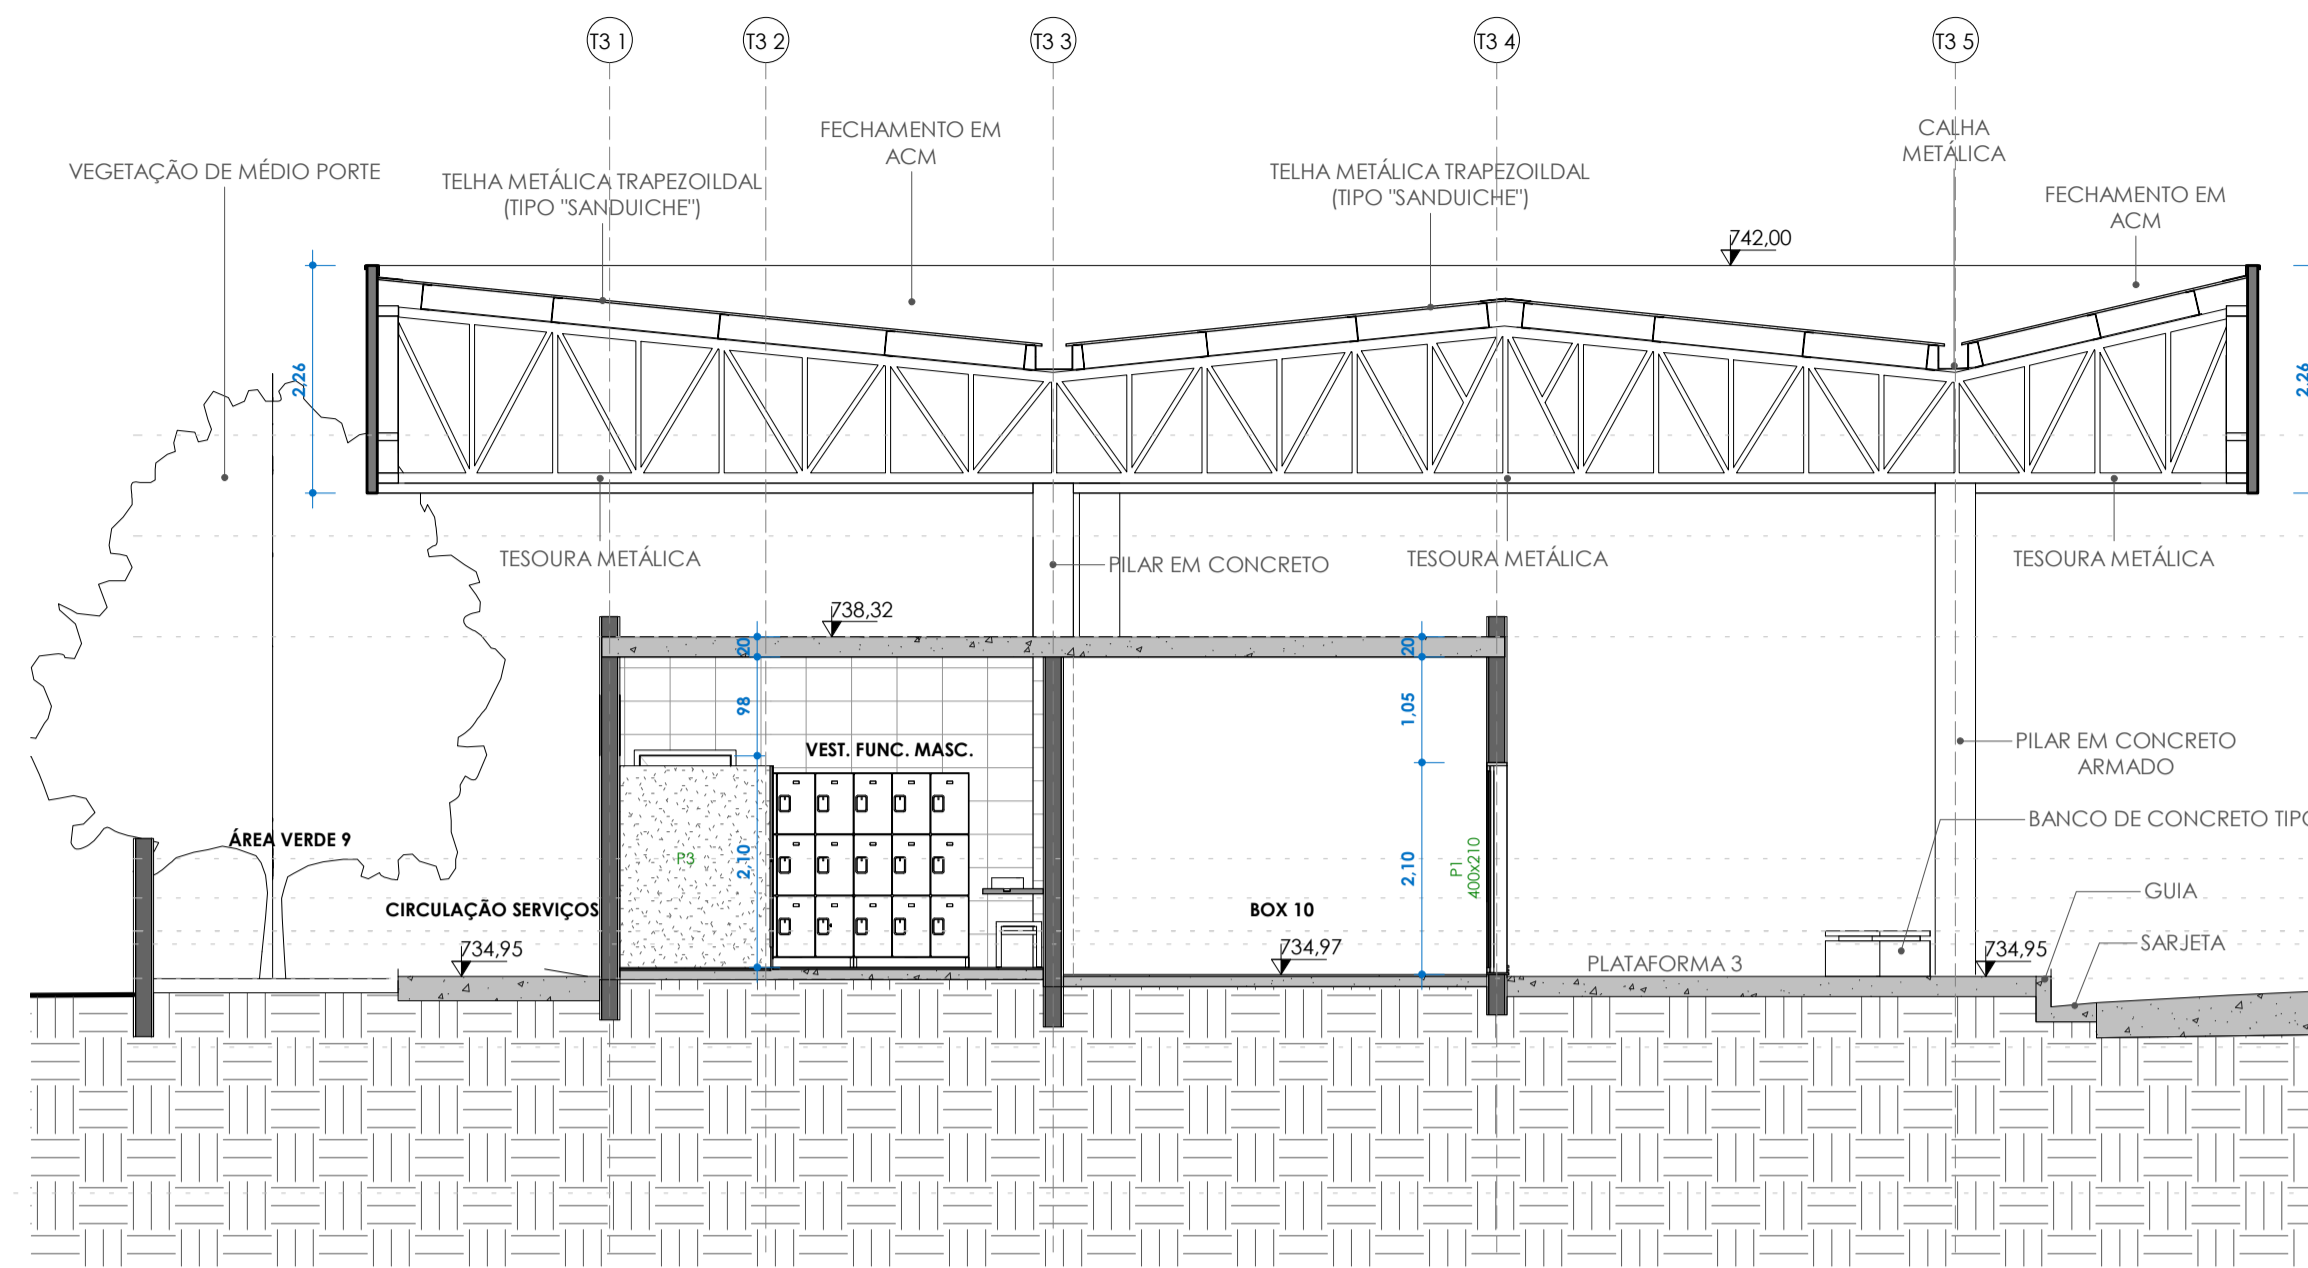 T3 1
T3 2
T3 3
T3 4
T3 5
VEGETAÇÃO DE MÉDIO PORTE
TELHA METÁLICA TRAPEZOILDAL
(TIPO "SANDUICHE")
FECHAMENTO EM
ACM
TELHA METÁLICA TRAPEZOILDAL
(TIPO "SANDUICHE")
CALHA
METÁLICA
FECHAMENTO EM
ACM
742,00
2,26
2,26
TESOURA METÁLICA
PILAR EM CONCRETO
TESOURA METÁLICA
TESOURA METÁLICA
738,32
20
20
98
1,05
VEST. FUNC. MASC.
PILAR EM CONCRETO
ARMADO
BANCO DE CONCRETO TIPO
ÁREA VERDE 9
P3
2,10
2,10
P1
400x210
GUIA
CIRCULAÇÃO SERVIÇOS
BOX 10
734,95
734,97
PLATAFORMA 3
734,95
SARJETA